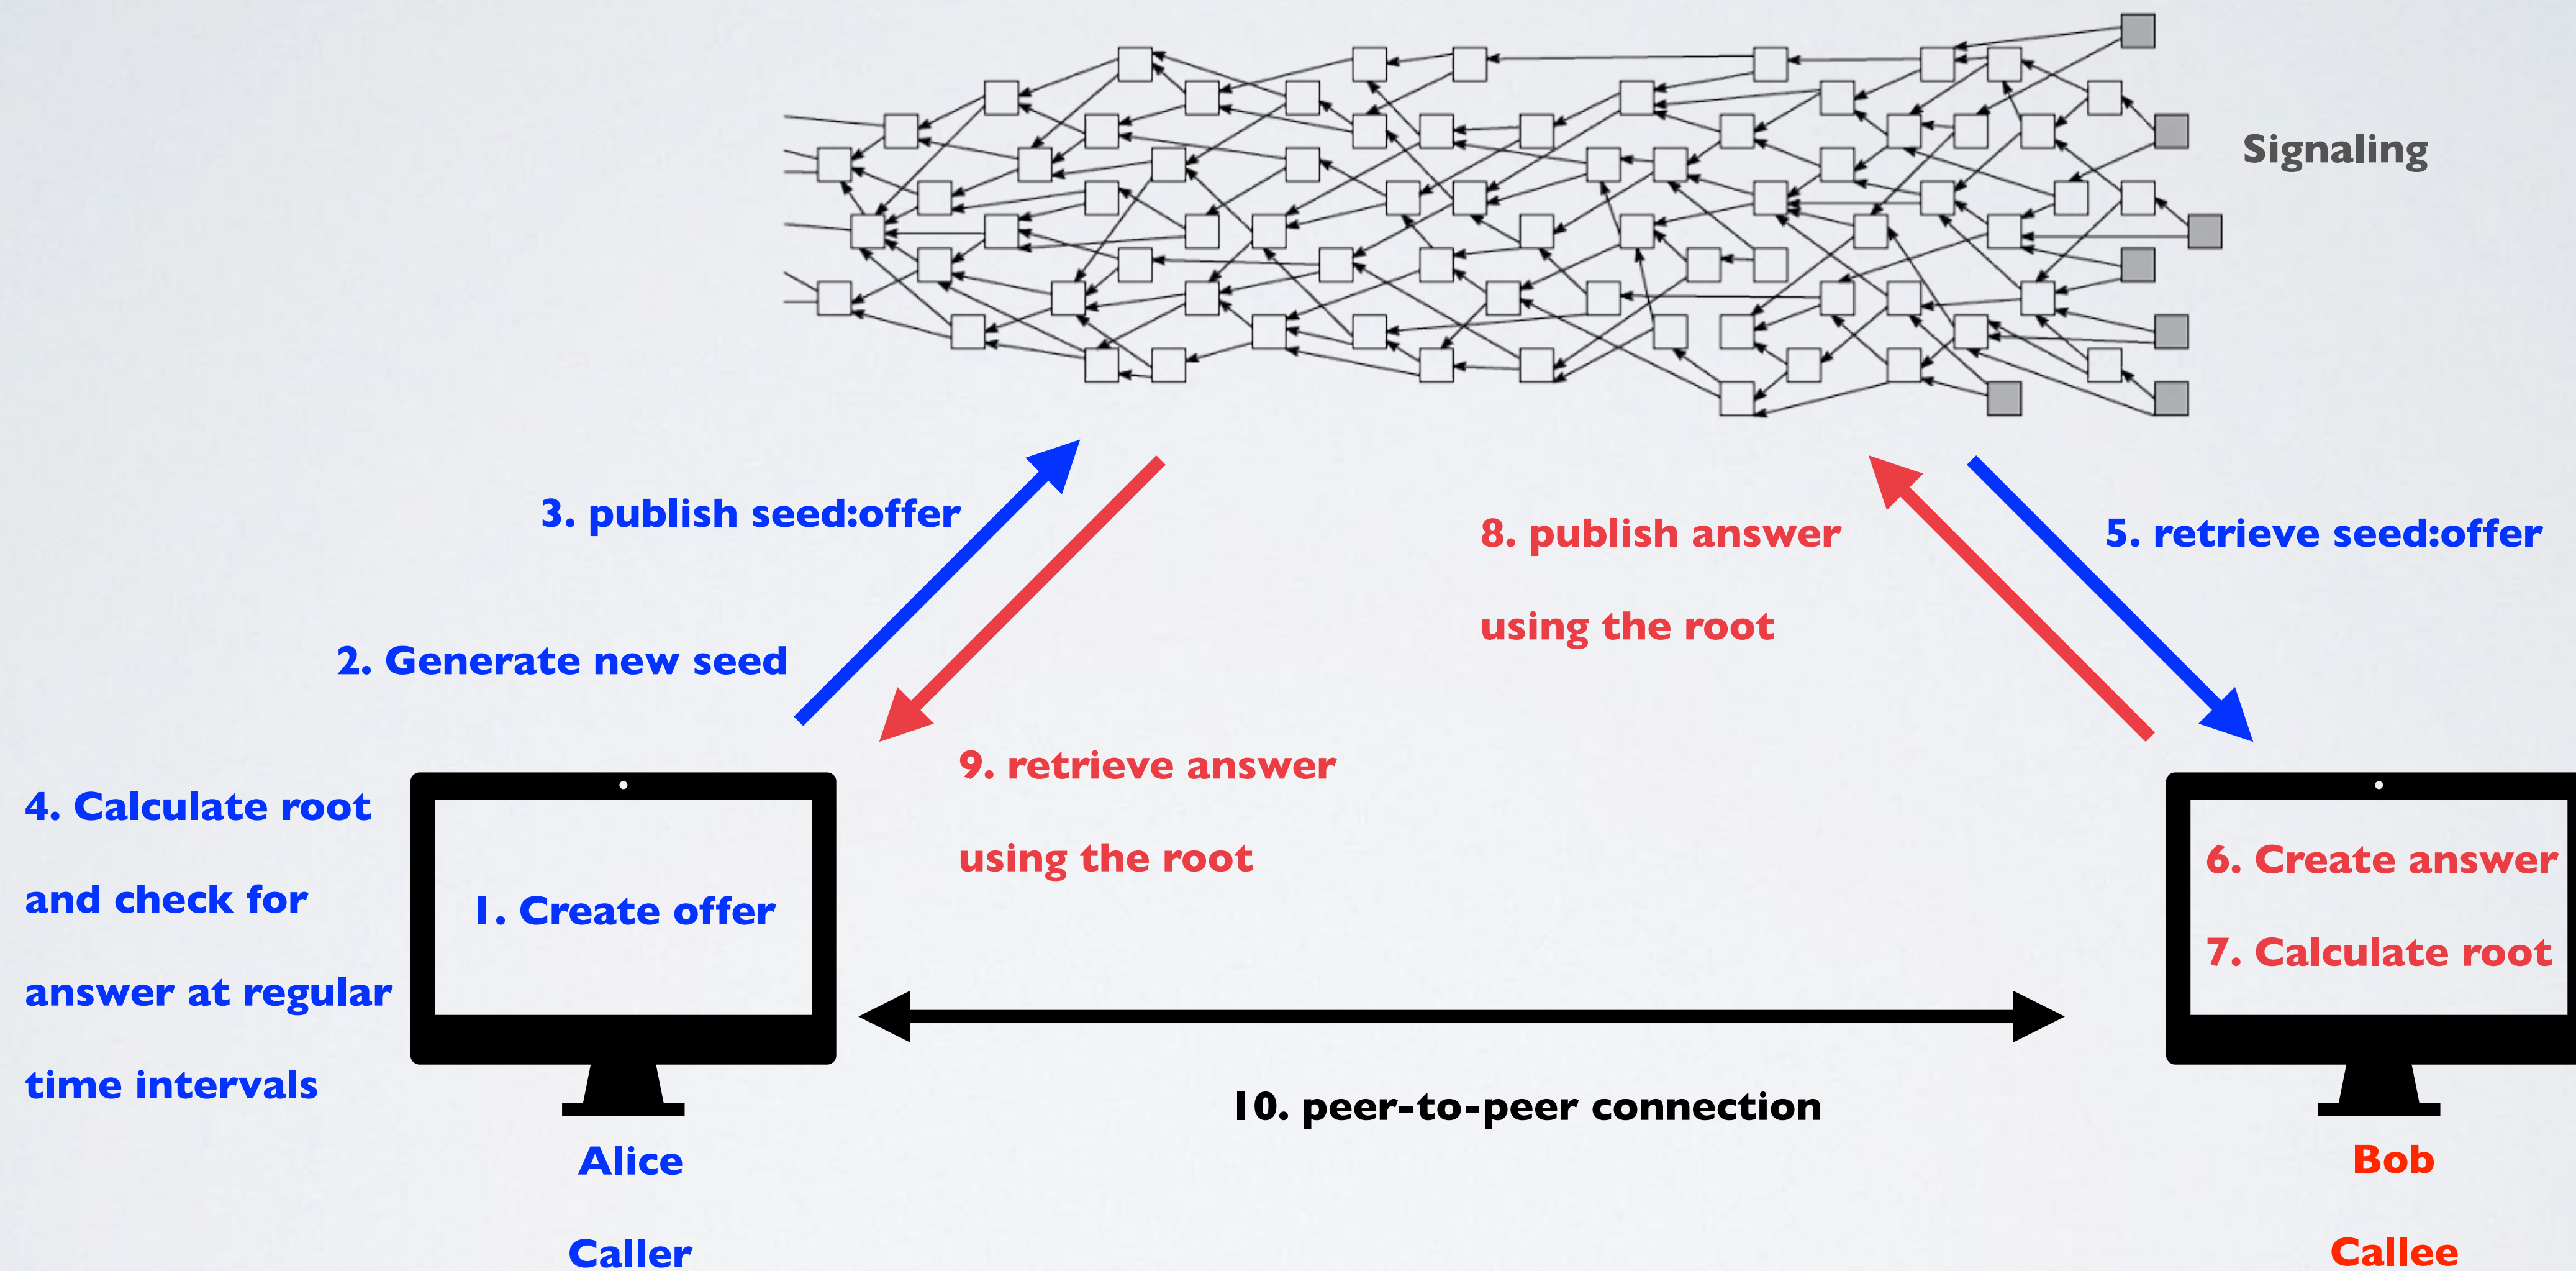 Signaling
3. publish seed:offer
8. publish answer
using the root
5. retrieve seed:offer
2. Generate new seed
9. retrieve answer
using the root
4. Calculate root
and check for
answer at regular
time intervals
1. Create offer
6. Create answer
7. Calculate root
10. peer-to-peer connection
Alice
Caller
Bob
Callee